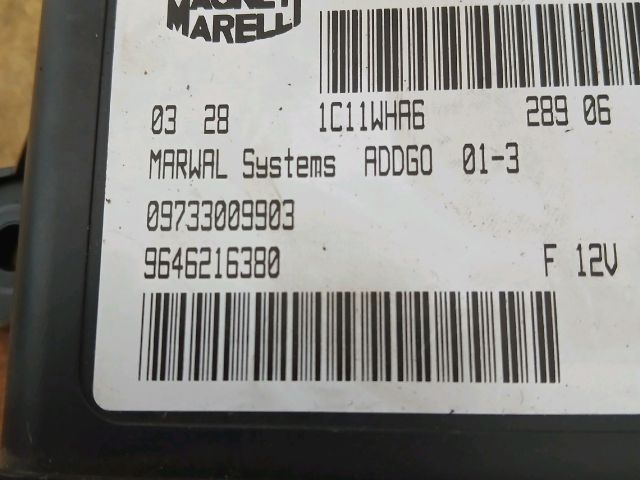 MAGNETI
MARELLI
03 28 1C11WHA6 289 06
MARWAL Systems ADDGO 01-3
09733009903
9646216380 F 12V